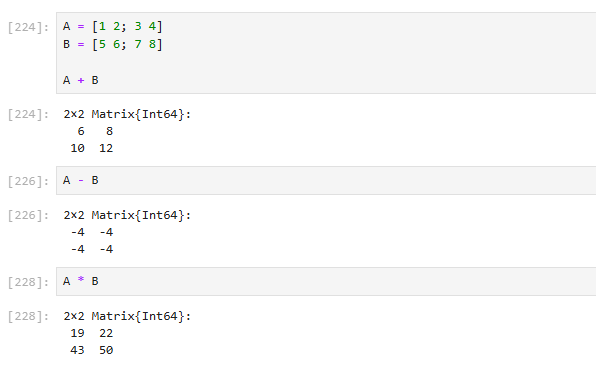 [224]: A = [1 2; 3 4]
B = [5 6; 7 8]
A + B
[224]: 2×2 Matrix{Int64}:
6 8
10 12
[226]: A - B
[226]: 2×2 Matrix{Int64}:
-4 -4
-4 -4
[228]: A * B
[228]: 2×2 Matrix{Int64}:
19 22
43 50